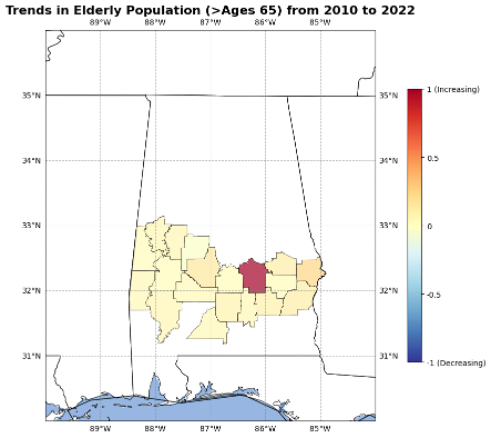 Trends in Elderly Population (>Ages 65) from 2010 to 2022
89°W 88°W 87°W 86°W 85°W
35°N 35°N
34°N 34°N
33°N 33°N
32°N 32°N
31°N 31°N
89°W 88°W 87°W 86°W 85°W
1 (Increasing)
0.5
0
-0.5
-1 (Decreasing)